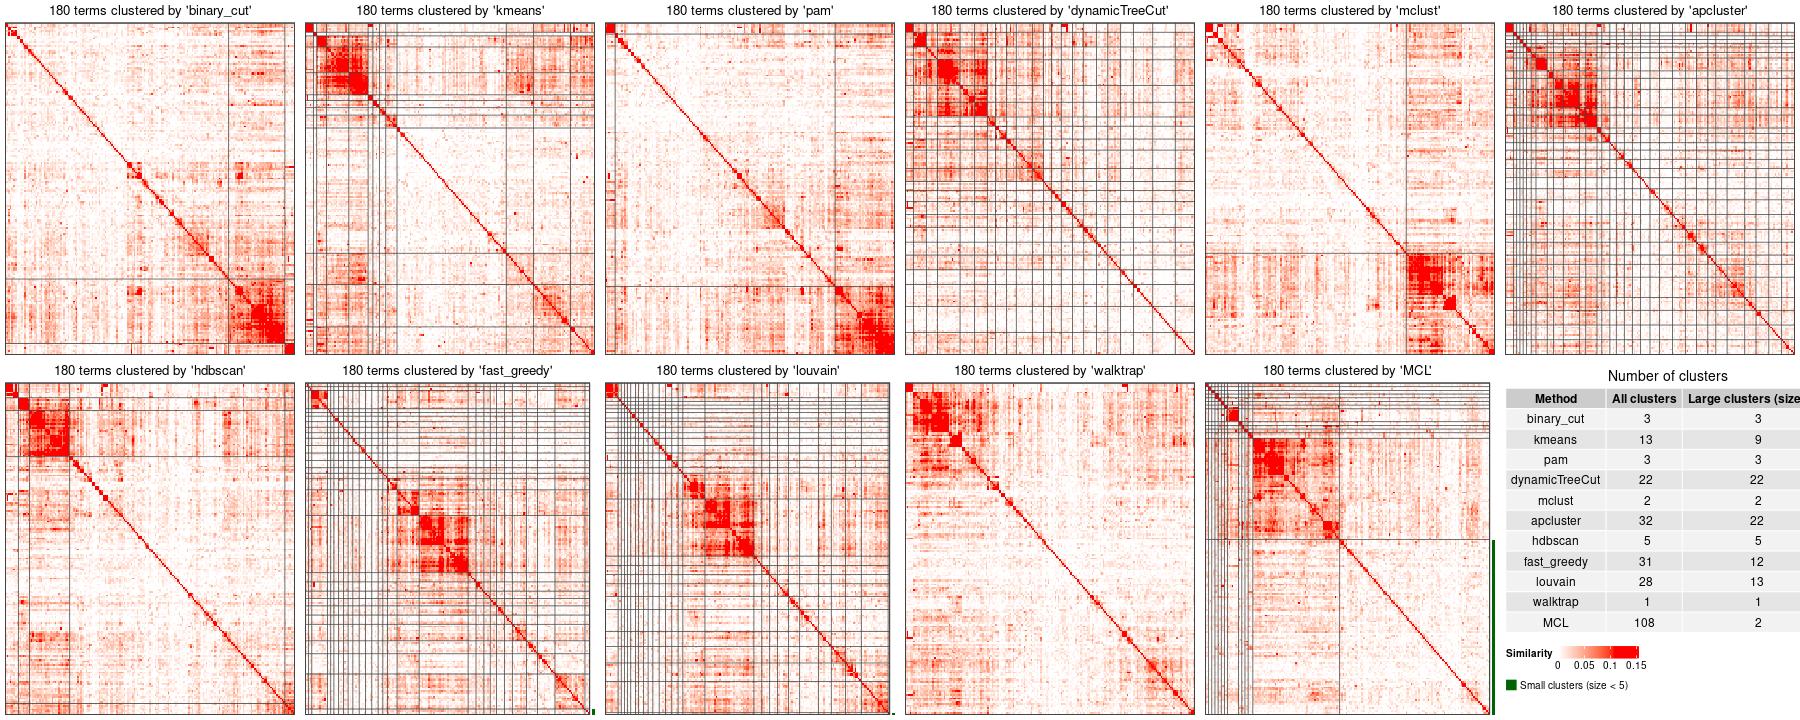 180 terms clustered by 'binary_cut'
180 terms clustered by 'kmeans'
180 terms clustered by 'pam'
180 terms clustered by 'dynamicTreeCut'
180 terms clustered by 'mclust'
180 terms clustered by 'apcluster'
180 terms clustered by 'hdbscan'
180 terms clustered by 'fast_greedy'
180 terms clustered by 'louvain'
180 terms clustered by 'walktrap'
180 terms clustered by 'MCL'
Number of clusters
Method All clusters Large clusters (size
binary_cut 3 3
kmeans 13 9
pam 3 3
dynamicTreeCut 22 22
mclust 2 2
apcluster 32 22
hdbscan 5 5
fast_greedy 31 12
louvain 28 13
walktrap 1 1
MCL 108 2
Similarity
0 0.05 0.1 0.15
Small clusters (size < 5)